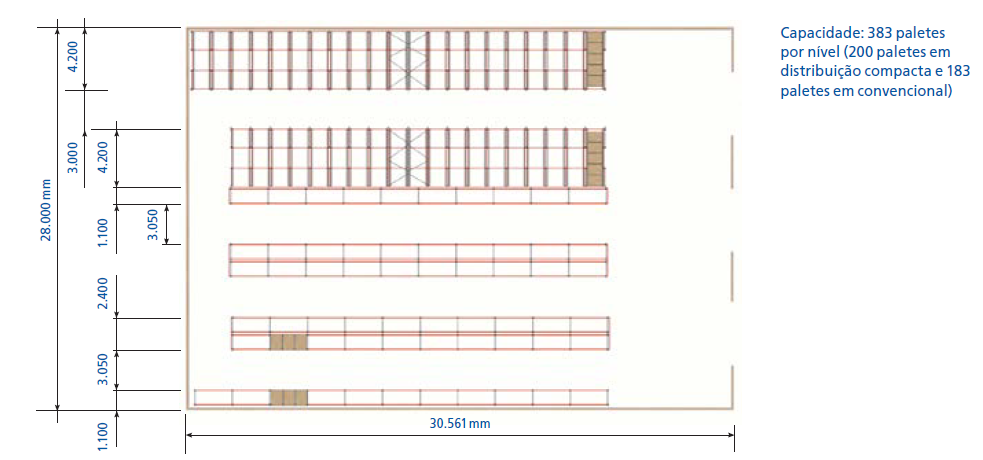 Capacidade: 383 paletes
por nível (200 paletes em
distribuição compacta e 183
paletes em convencional)
28.000 mm
4.200
3.000
4.200
1.100
3.050
2.400
3.050
1.100
30.561 mm